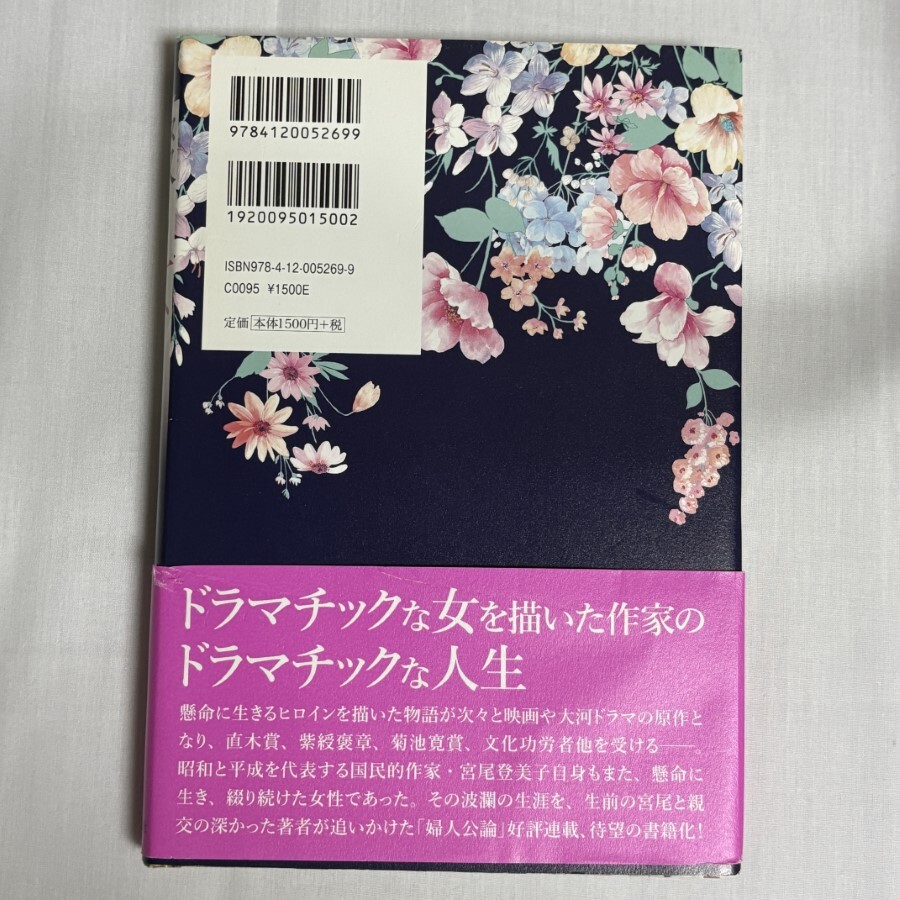 9784120052699
1920095015002
ISBN978-4-12-005269-9
C0095 ¥1500E
定価 本体1500円+税
ドラマチックな女を描いた作家の
ドラマチックな人生
懸命に生きるヒロインを描いた物語が次々と映画や大河ドラマの原作と
なり、直木賞、紫綬褒章、菊池寛賞、文化功労者他を受ける──。
昭和と平成を代表する国民的作家・宮尾登美子自身もまた、懸命に
生き、綴り続けた女性であった。その波瀾の生涯を、生前の宮尾と親
交の深かった著者が追いかけた「婦人公論」好評連載、待望の書籍化!